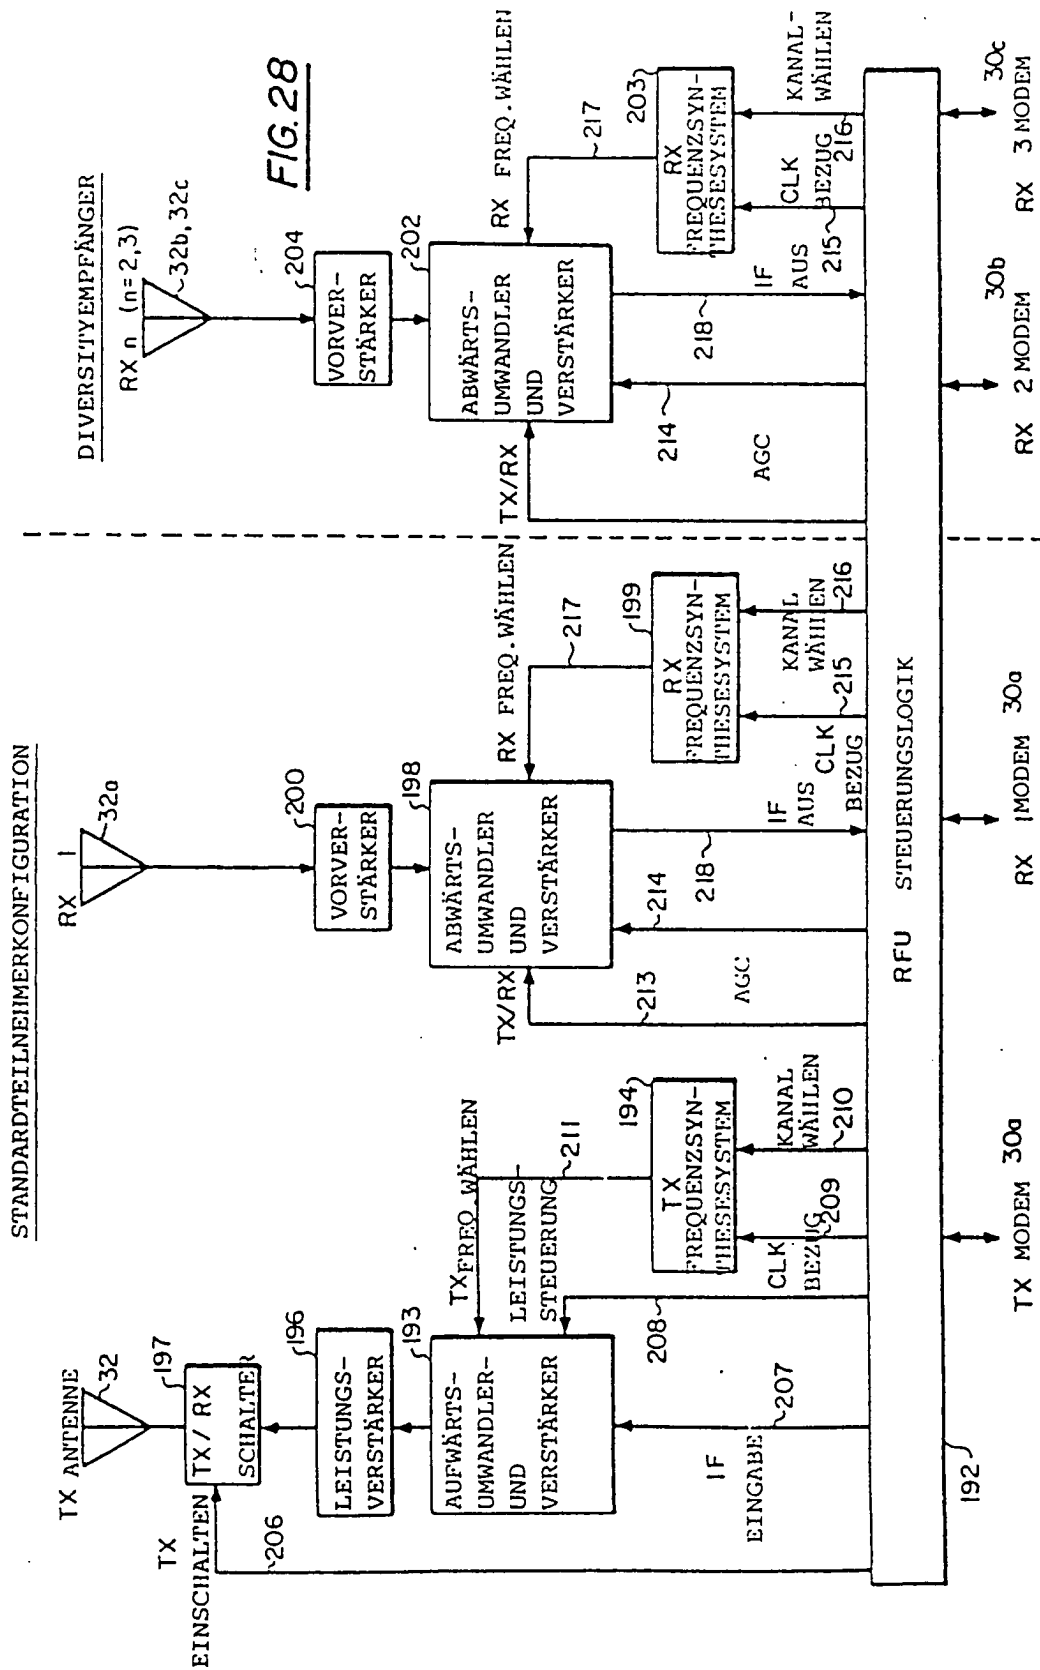 STANDARDTEILNEHMERKONFIGURATION
DIVERSITYEMPFÄNGER
FIG. 28
TX ANTENNE
32
197
TX / RX
SCHALTER
TX
EINSCHALTEN
206
196
LEISTUNGS-
VERSTÄRKER
193
AUFWÄRTS-
UMWANDLER-
UND
VERSTÄRKER
TX FREQ. WÄHLEN
211
LEISTUNGS-
STEUERUNG
208
207
IF
EINGABE
194
TX
FREQUENZSYN-
THESESYSTEM
CLK
BEZUG
209
KANAL
WÄHLEN
210
RX 1
32a
200
VORVER-
STÄRKER
198
ABWÄRTS-
UMWANDLER
UND
VERSTÄRKER
TX/RX
213
AGC
214
218
IF
AUS
RX FREQ. WÄHLEN
217
199
RX
FREQUENZSYN-
THESESYSTEM
CLK
BEZUG
215
KANAL
WÄHLEN
216
RX n (n=2,3)
32b, 32c
204
VORVER-
STÄRKER
202
ABWÄRTS-
UMWANDLER
UND
VERSTÄRKER
TX/RX
AGC
214
218
IF
AUS
RX FREQ. WÄHLEN
217
203
RX
FREQUENZSYN-
THESESYSTEM
CLK
BEZUG
215
KANAL-
WÄHLEN
216
RFU STEUERUNGSLOGIK
192
TX MODEM 30a
RX 1 MODEM 30a
RX 2 MODEM 30b
RX 3 MODEM 30c